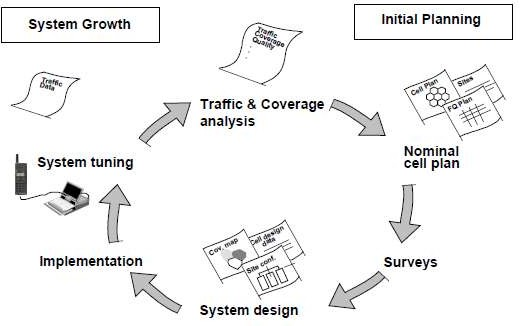 System Growth
Initial Planning
Traffic
Coverage
Quality
Traffic
Data
Cell Plan
Sites
FQ Plan
Traffic & Coverage
analysis
Nominal
cell plan
System tuning
Surveys
Implementation
Cov. map
Cell design
data
Site conf.
System design